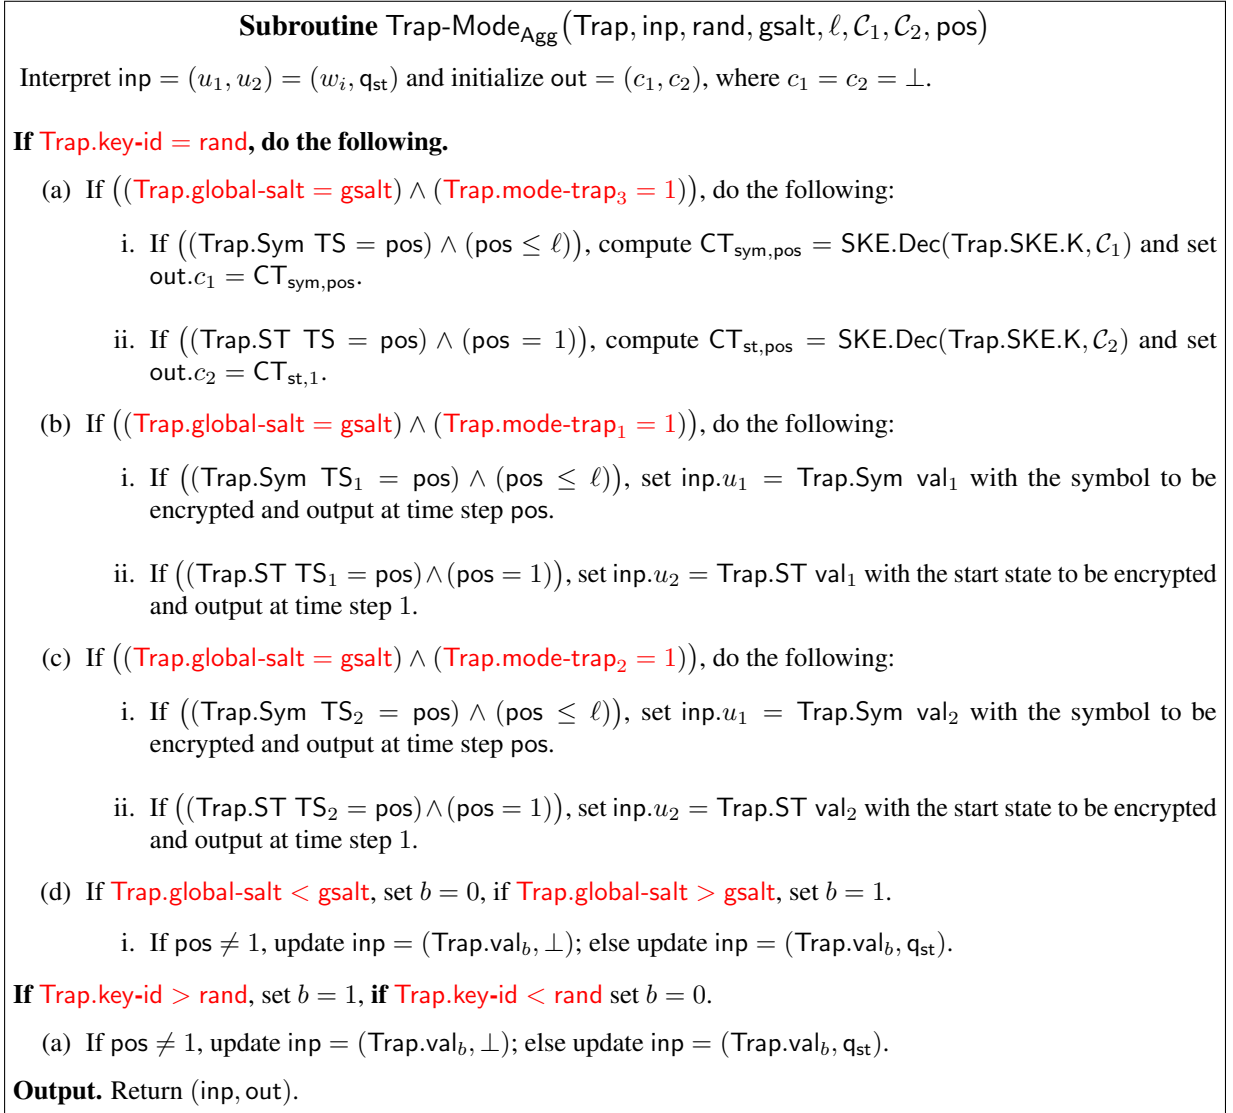 Subroutine Trap-Mode_Agg(Trap, inp, rand, gsalt, ℓ, 𝒞₁, 𝒞₂, pos)
Interpret inp = (u₁, u₂) = (wᵢ, q_st) and initialize out = (c₁, c₂), where c₁ = c₂ = ⊥.
If Trap.key-id = rand, do the following.
(a) If ((Trap.global-salt = gsalt) ∧ (Trap.mode-trap₃ = 1)), do the following:
i. If ((Trap.Sym TS = pos) ∧ (pos ≤ ℓ)), compute CT_sym,pos = SKE.Dec(Trap.SKE.K, 𝒞₁) and set
out.c₁ = CT_sym,pos.
ii. If ((Trap.ST TS = pos) ∧ (pos = 1)), compute CT_st,pos = SKE.Dec(Trap.SKE.K, 𝒞₂) and set
out.c₂ = CT_st,1.
(b) If ((Trap.global-salt = gsalt) ∧ (Trap.mode-trap₁ = 1)), do the following:
i. If ((Trap.Sym TS₁ = pos) ∧ (pos ≤ ℓ)), set inp.u₁ = Trap.Sym val₁ with the symbol to be
encrypted and output at time step pos.
ii. If ((Trap.ST TS₁ = pos)∧(pos = 1)), set inp.u₂ = Trap.ST val₁ with the start state to be encrypted
and output at time step 1.
(c) If ((Trap.global-salt = gsalt) ∧ (Trap.mode-trap₂ = 1)), do the following:
i. If ((Trap.Sym TS₂ = pos) ∧ (pos ≤ ℓ)), set inp.u₁ = Trap.Sym val₂ with the symbol to be
encrypted and output at time step pos.
ii. If ((Trap.ST TS₂ = pos)∧(pos = 1)), set inp.u₂ = Trap.ST val₂ with the start state to be encrypted
and output at time step 1.
(d) If Trap.global-salt < gsalt, set b = 0, if Trap.global-salt > gsalt, set b = 1.
i. If pos ≠ 1, update inp = (Trap.val_b, ⊥); else update inp = (Trap.val_b, q_st).
If Trap.key-id > rand, set b = 1, if Trap.key-id < rand set b = 0.
(a) If pos ≠ 1, update inp = (Trap.val_b, ⊥); else update inp = (Trap.val_b, q_st).
Output. Return (inp, out).